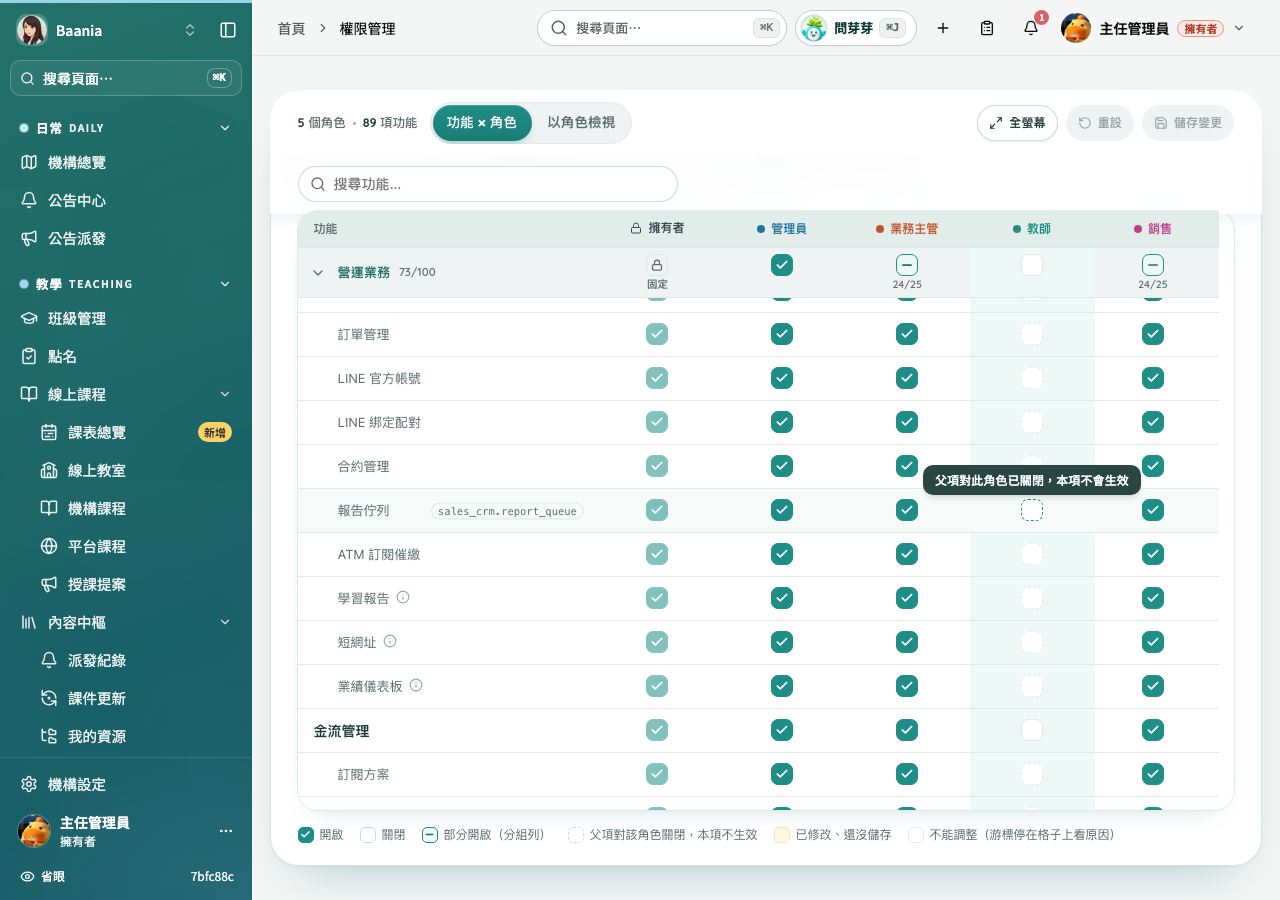 Baania
搜尋頁面… ⌘K
日常 DAILY
機構總覽
公告中心
公告派發
教學 TEACHING
班級管理
點名
線上課程
課表總覽 新增
線上教室
機構課程
平台課程
授課提案
內容中樞
派發紀錄
課件更新
我的資源
機構設定
主任管理員
擁有者
省眼 7bfc88c
首頁 > 權限管理
搜尋頁面… ⌘K
問芽芽 ⌘J
1
主任管理員 擁有者
5 個角色 • 89 項功能
功能 × 角色 以角色檢視
全螢幕 重設 儲存變更
搜尋功能...
功能 擁有者 管理員 業務主管 教師 銷售
營運業務 73/100 固定 24/25 24/25
訂單管理
LINE 官方帳號
LINE 綁定配對
合約管理
父項對此角色已關閉，本項不會生效
報告佇列 sales_crm.report_queue
ATM 訂閱催繳
學習報告
短網址
業績儀表板
金流管理
訂閱方案
開啟 關閉 部分開啟（分組列） 父項對該角色關閉，本項不生效 已修改、還沒儲存 不能調整（游標停在格子上看原因）